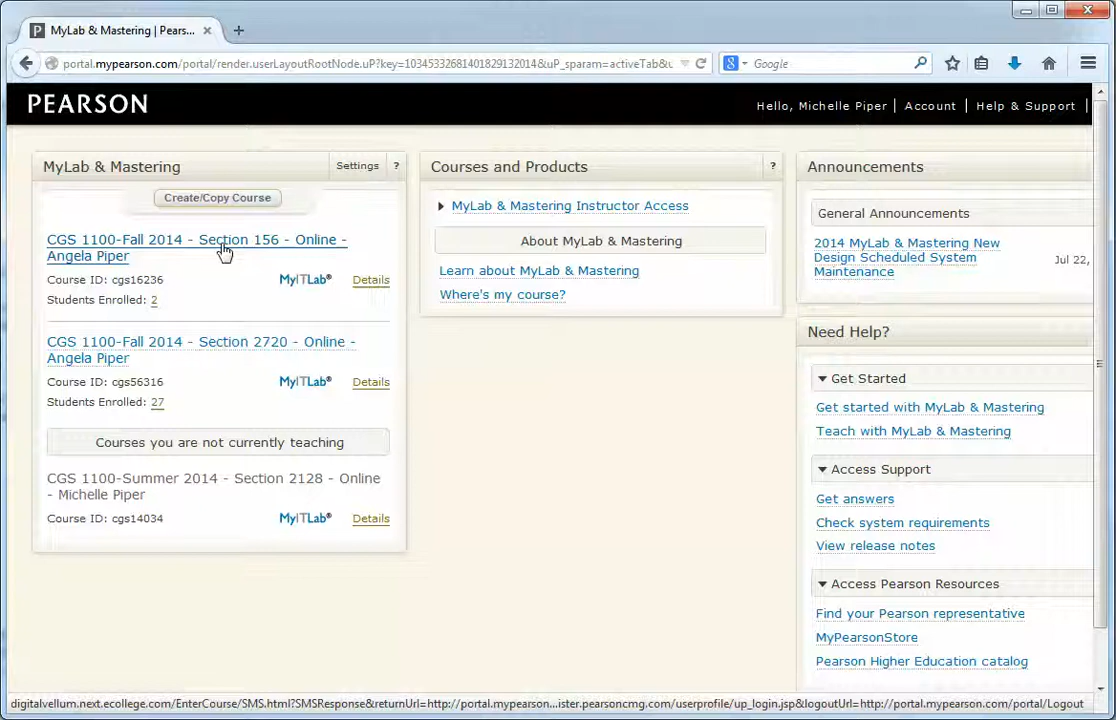 MyLab & Mastering | Pears...
portal.mypearson.com/portal/render.userLayoutRootNode.uP?key=10345332681401829132014&uP_sparam=activeTab&u
Google
PEARSON
Hello, Michelle Piper | Account | Help & Support |
MyLab & Mastering
Settings
?
Create/Copy Course
CGS 1100-Fall 2014 - Section 156 - Online -
Angela Piper
Course ID: cgs16236
MyITLab®
Details
Students Enrolled: 2
CGS 1100-Fall 2014 - Section 2720 - Online -
Angela Piper
Course ID: cgs56316
MyITLab®
Details
Students Enrolled: 27
Courses you are not currently teaching
CGS 1100-Summer 2014 - Section 2128 - Online
- Michelle Piper
Course ID: cgs14034
MyITLab®
Details
Courses and Products
?
MyLab & Mastering Instructor Access
About MyLab & Mastering
Learn about MyLab & Mastering
Where's my course?
Announcements
General Announcements
2014 MyLab & Mastering New
Design Scheduled System
Maintenance
Jul 22,
Need Help?
Get Started
Get started with MyLab & Mastering
Teach with MyLab & Mastering
Access Support
Get answers
Check system requirements
View release notes
Access Pearson Resources
Find your Pearson representative
MyPearsonStore
Pearson Higher Education catalog
digitalvellum.next.ecollege.com/EnterCourse/SMS.html?SMSResponse&returnUrl=http://portal.mypearson...ister.pearsoncmg.com/userprofile/up_login.jsp&logoutUrl=http://portal.mypearson.com/portal/Logout